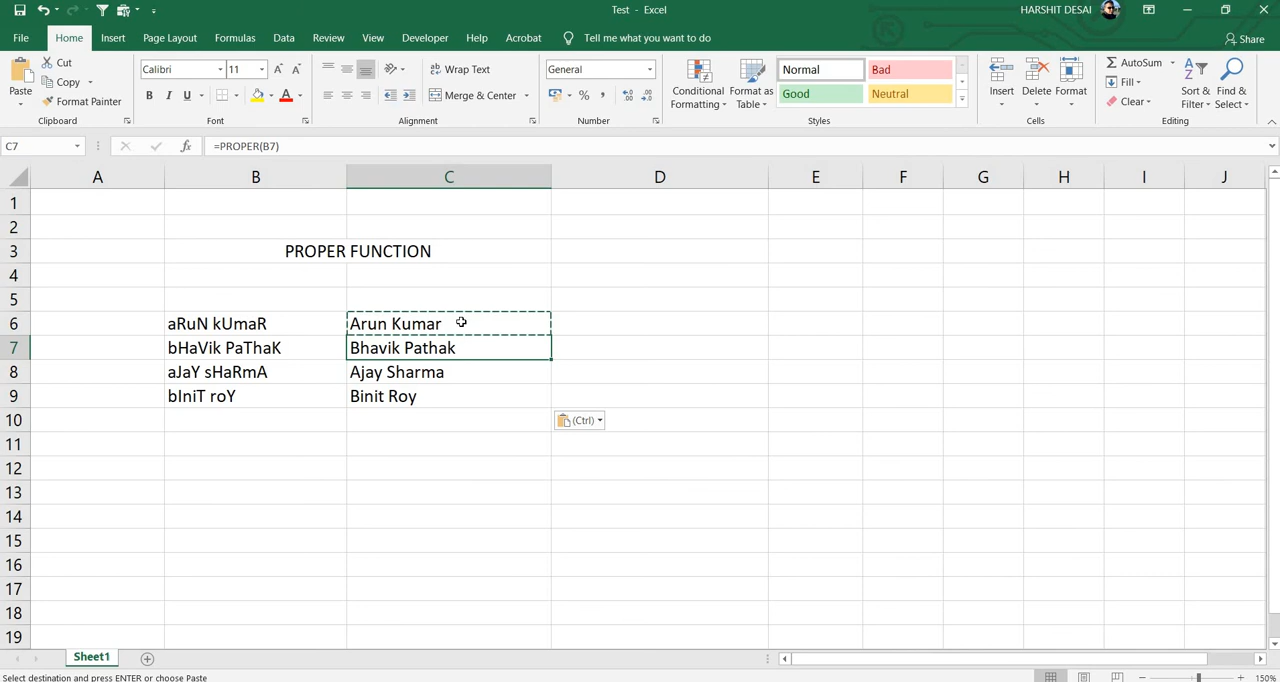 Test - Excel
HARSHIT DESAI
File Home Insert Page Layout Formulas Data Review View Developer Help Acrobat Tell me what you want to do Share
Paste Cut Copy Format Painter Clipboard
Calibri 11 A A B I U A Font
Wrap Text Merge & Center Alignment
General % , Number
Conditional Formatting Format as Table Normal Bad Good Neutral Styles
Insert Delete Format Cells
AutoSum Fill Clear Sort & Filter Find & Select Editing
C7 fx =PROPER(B7)
A B C D E F G H I J
1
2
3 PROPER FUNCTION
4
5
6 aRuN kUmaR Arun Kumar
7 bHaVik PaThaK Bhavik Pathak
8 aJaY sHaRmA Ajay Sharma
9 bIniT roY Binit Roy
10 (Ctrl)
11
12
13
14
15
16
17
18
19
Sheet1
Select destination and press ENTER or choose Paste 150%